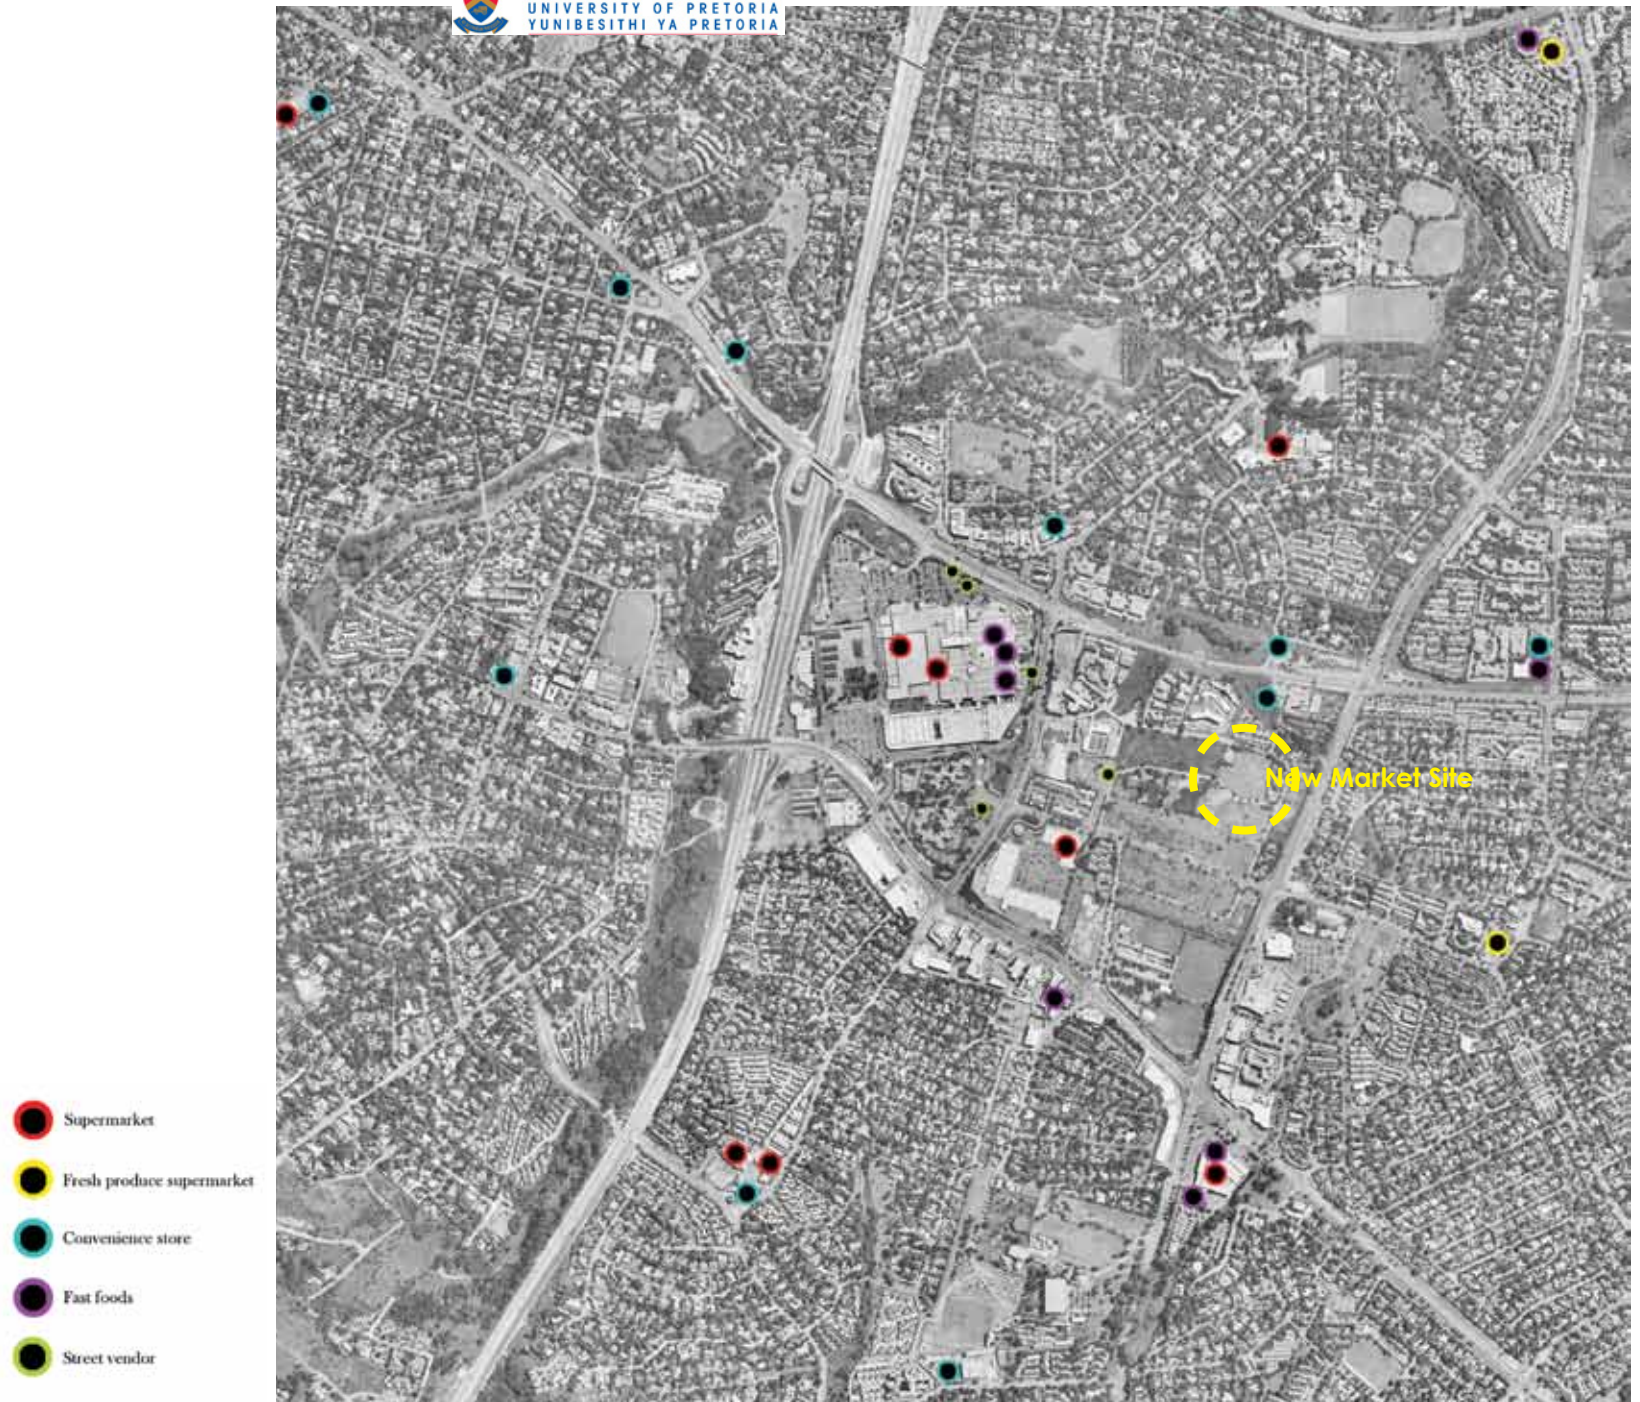 UNIVERSITY OF PRETORIA
YUNIBESITHI YA PRETORIA
New Market Site
Supermarket
Fresh produce supermarket
Convenience store
Fast foods
Street vendor